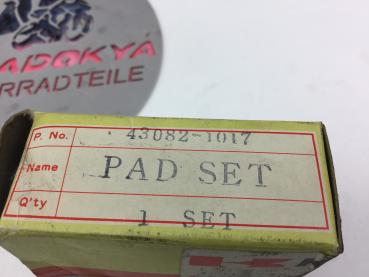 ADOKYA
RRADTEILE
P. No. 43082-1017
Name PAD SET
Q'ty 1 SET